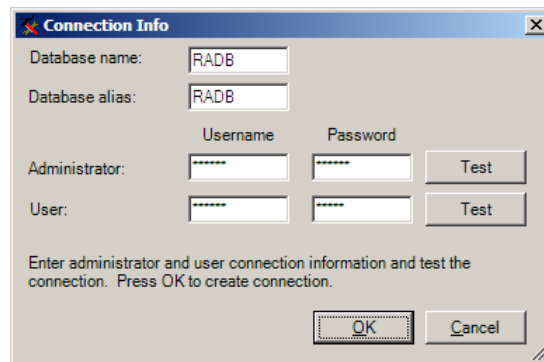 Connection Info
Database name: RADB
Database alias: RADB
Username Password
Administrator: ****** ****** Test
User: ****** ***** Test
Enter administrator and user connection information and test the
connection. Press OK to create connection.
OK Cancel